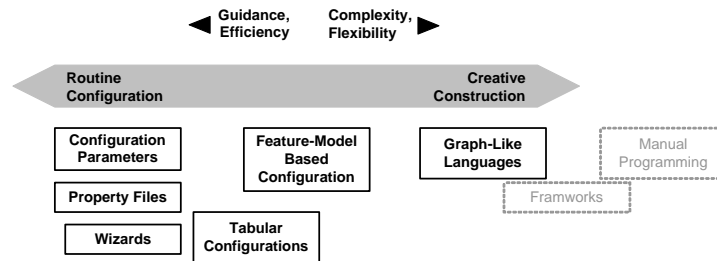 Guidance,
Efficiency
Complexity,
Flexibility
Routine
Configuration
Creative
Construction
Configuration
Parameters
Feature-Model
Based
Configuration
Graph-Like
Languages
Manual
Programming
Property Files
Framworks
Wizards
Tabular
Configurations